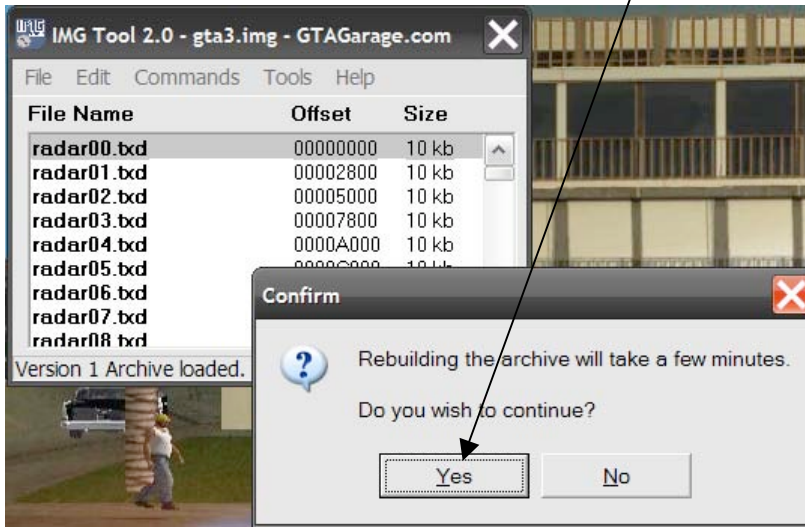 IMG Tool 2.0 - gta3.img - GTAGarage.com
File Edit Commands Tools Help
File Name Offset Size
radar00.txd 00000000 10 kb
radar01.txd 00002800 10 kb
radar02.txd 00005000 10 kb
radar03.txd 00007800 10 kb
radar04.txd 0000A000 10 kb
radar05.txd
radar06.txd
radar07.txd
radar08.txd
Version 1 Archive loaded.
Confirm
Rebuilding the archive will take a few minutes.
Do you wish to continue?
Yes No